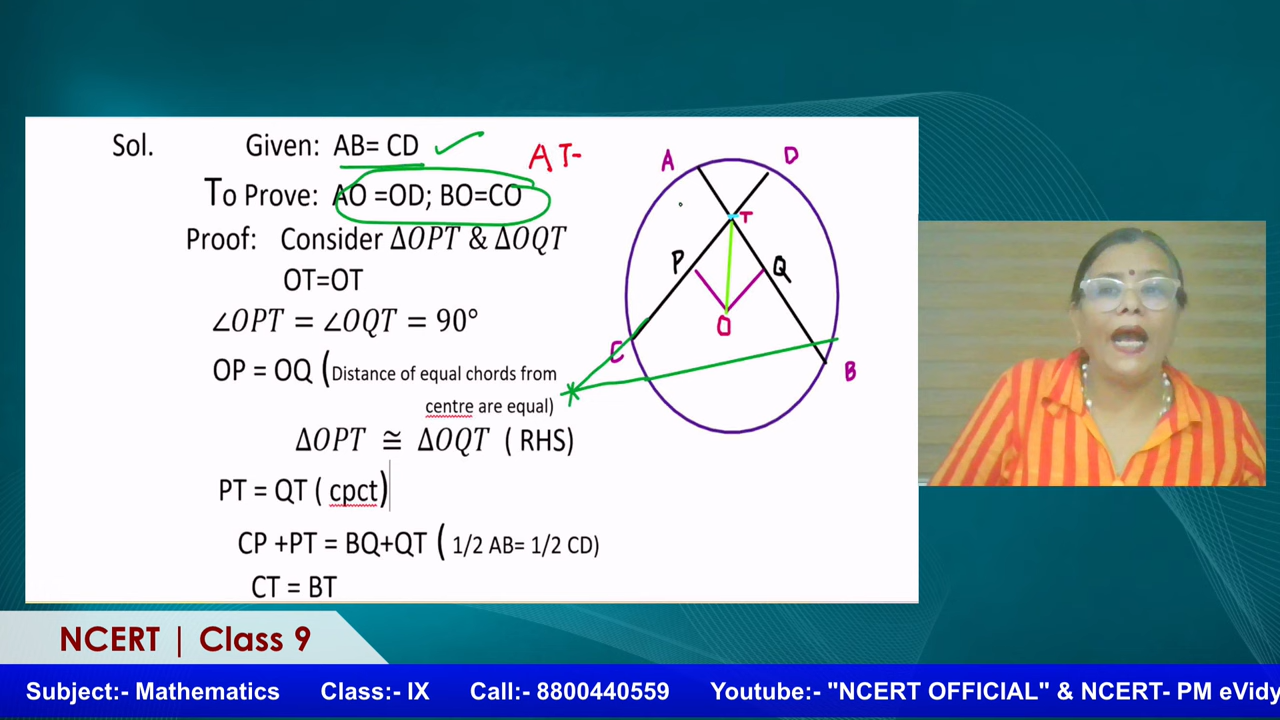 Sol. Given: AB= CD
AT-
To Prove: AO =OD; BO=CO
Proof: Consider ΔOPT & ΔOQT
OT=OT
∠OPT = ∠OQT = 90°
OP = OQ (Distance of equal chords from
centre are equal)
ΔOPT ≅ ΔOQT ( RHS)
PT = QT ( cpct)
CP +PT = BQ+QT ( 1/2 AB= 1/2 CD)
CT = BT
A
D
T
P
Q
O
C
B
NCERT | Class 9
Subject:- Mathematics Class:- IX Call:- 8800440559 Youtube:- "NCERT OFFICIAL" & NCERT- PM eVidy